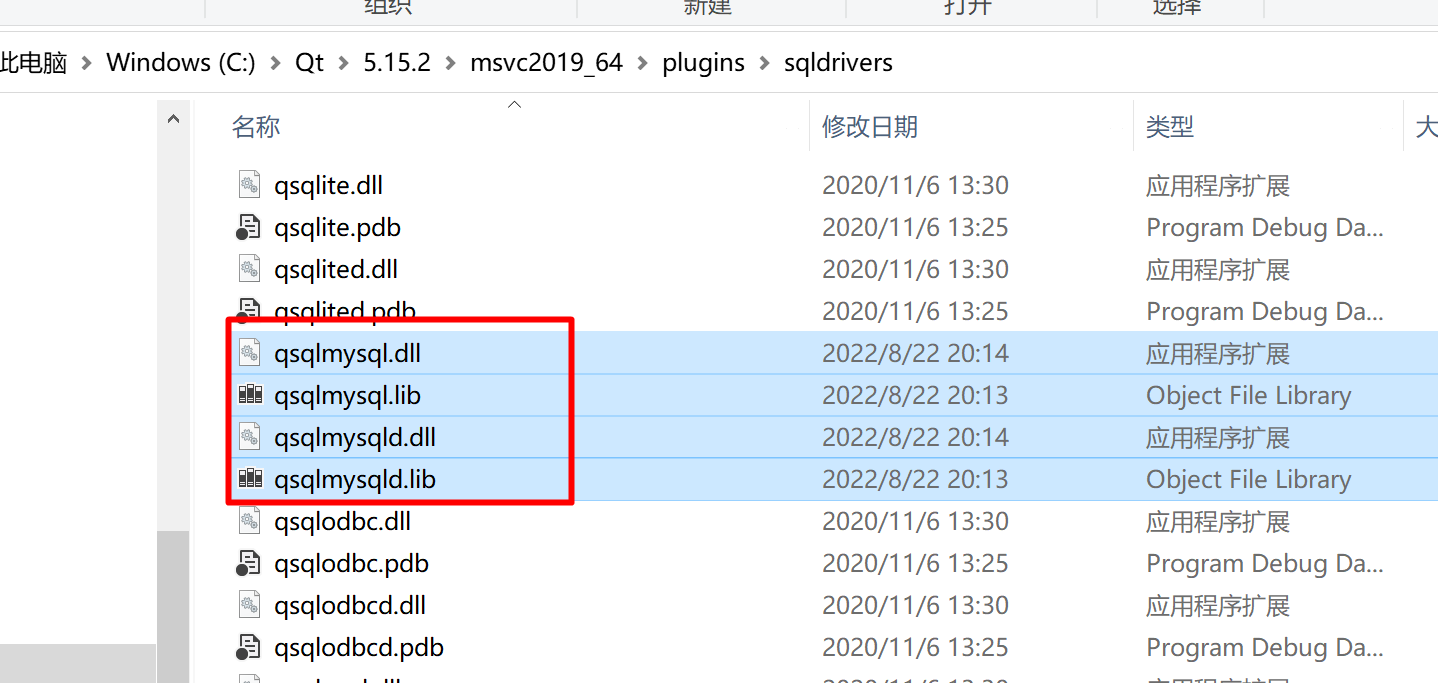 组织 新建 打开 选择
此电脑 > Windows (C:) > Qt > 5.15.2 > msvc2019_64 > plugins > sqldrivers
名称 修改日期 类型 大
qsqlite.dll 2020/11/6 13:30 应用程序扩展
qsqlite.pdb 2020/11/6 13:25 Program Debug Da...
qsqlited.dll 2020/11/6 13:30 应用程序扩展
qsqlited.pdb 2020/11/6 13:25 Program Debug Da...
qsqlmysql.dll 2022/8/22 20:14 应用程序扩展
qsqlmysql.lib 2022/8/22 20:13 Object File Library
qsqlmysqld.dll 2022/8/22 20:14 应用程序扩展
qsqlmysqld.lib 2022/8/22 20:13 Object File Library
qsqlodbc.dll 2020/11/6 13:30 应用程序扩展
qsqlodbc.pdb 2020/11/6 13:25 Program Debug Da...
qsqlodbcd.dll 2020/11/6 13:30 应用程序扩展
qsqlodbcd.pdb 2020/11/6 13:25 Program Debug Da...